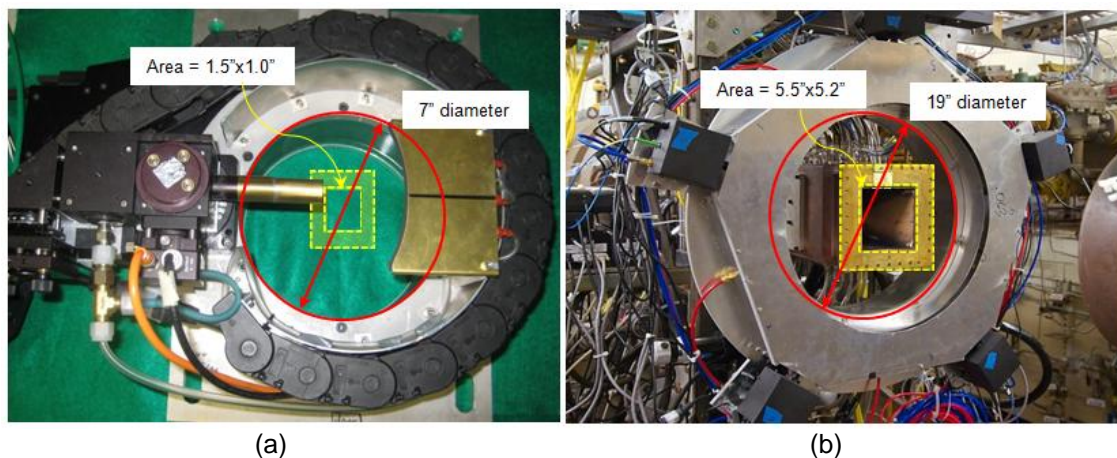 Area = 1.5”x1.0”
7” diameter
(a)
Area = 5.5”x5.2”
19” diameter
(b)